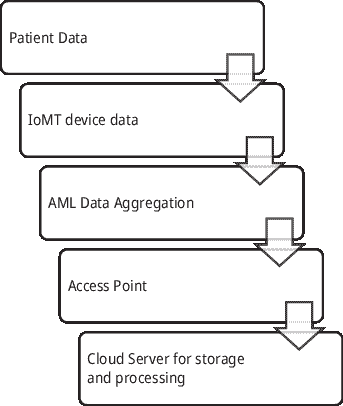 Patient Data
IoMT device data
AML Data Aggregation
Access Point
Cloud Server for storage
and processing